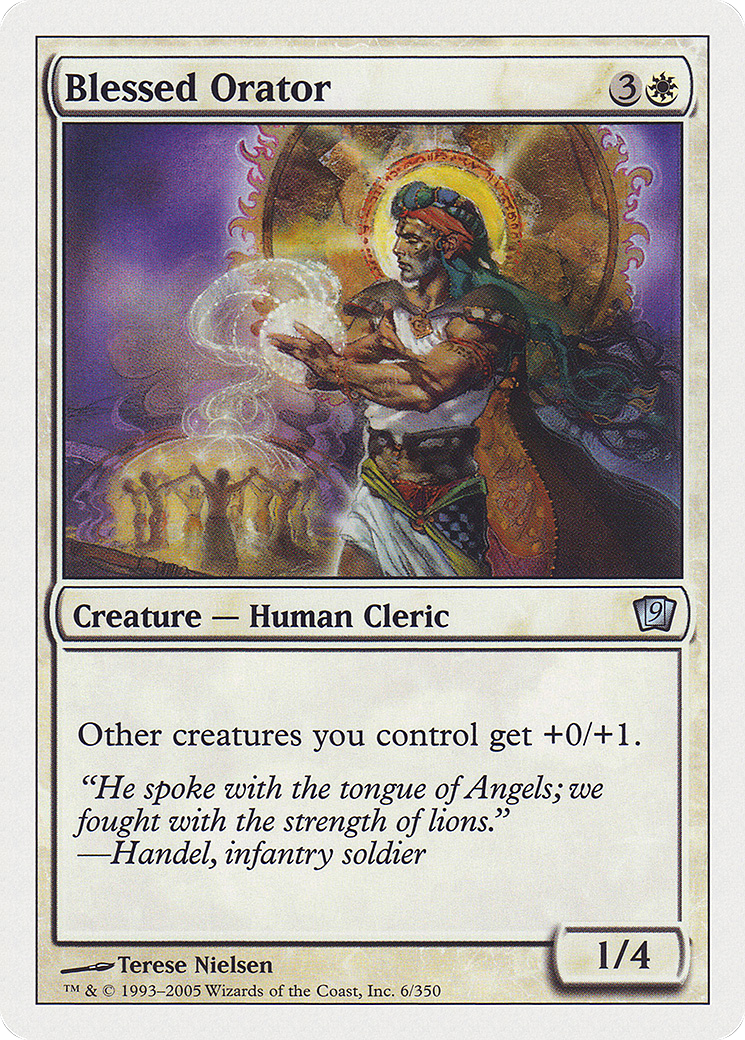 Blessed Orator 3
Creature — Human Cleric 9
Other creatures you control get +0/+1.
“He spoke with the tongue of Angels; we
fought with the strength of lions.”
—Handel, infantry soldier
1/4
Terese Nielsen
™ & © 1993–2005 Wizards of the Coast, Inc. 6/350